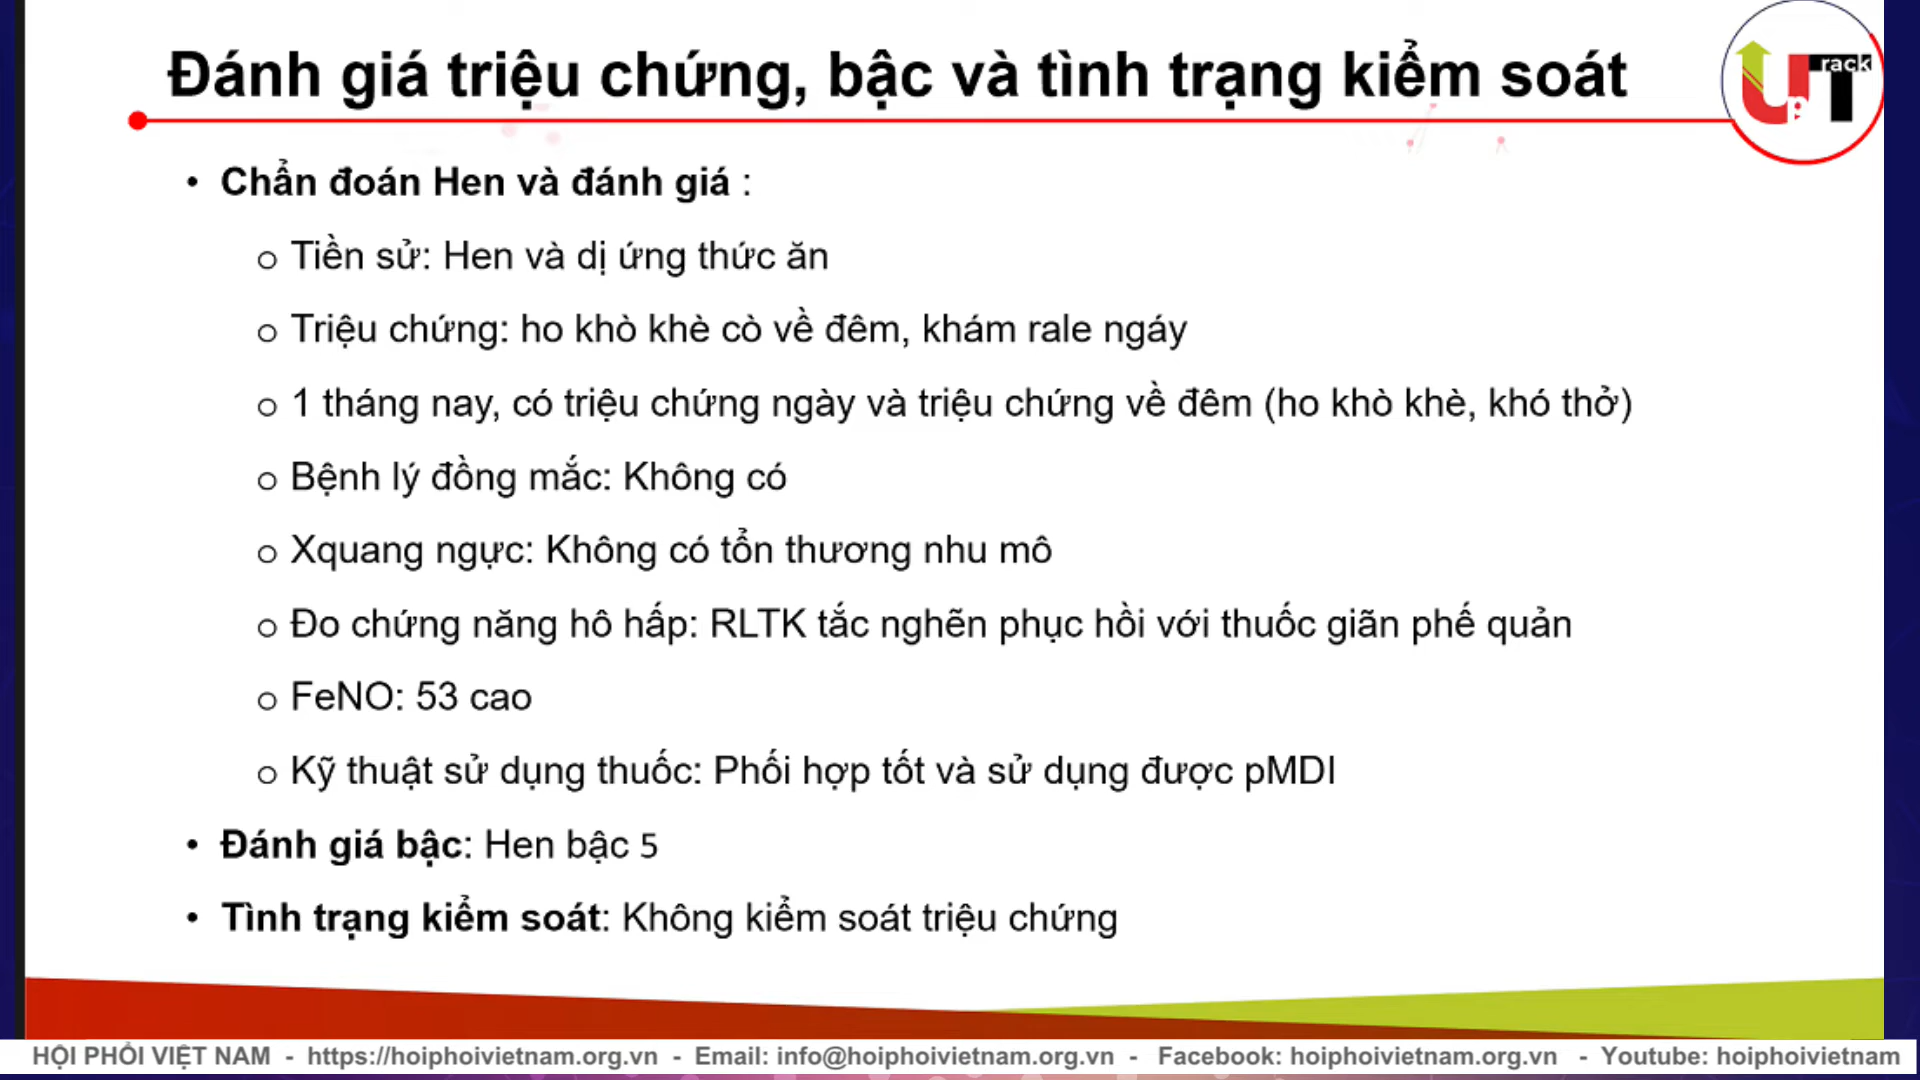 Đánh giá triệu chứng, bậc và tình trạng kiểm soát
UpTrack
• Chẩn đoán Hen và đánh giá :
o Tiền sử: Hen và dị ứng thức ăn
o Triệu chứng: ho khò khè cò về đêm, khám rale ngáy
o 1 tháng nay, có triệu chứng ngày và triệu chứng về đêm (ho khò khè, khó thở)
o Bệnh lý đồng mắc: Không có
o Xquang ngực: Không có tổn thương nhu mô
o Đo chứng năng hô hấp: RLTK tắc nghẽn phục hồi với thuốc giãn phế quản
o FeNO: 53 cao
o Kỹ thuật sử dụng thuốc: Phối hợp tốt và sử dụng được pMDI
• Đánh giá bậc: Hen bậc 5
• Tình trạng kiểm soát: Không kiểm soát triệu chứng
HỘI PHỔI VIỆT NAM - https://hoiphoivietnam.org.vn - Email: info@hoiphoivietnam.org.vn - Facebook: hoiphoivietnam.org.vn - Youtube: hoiphoivietnam